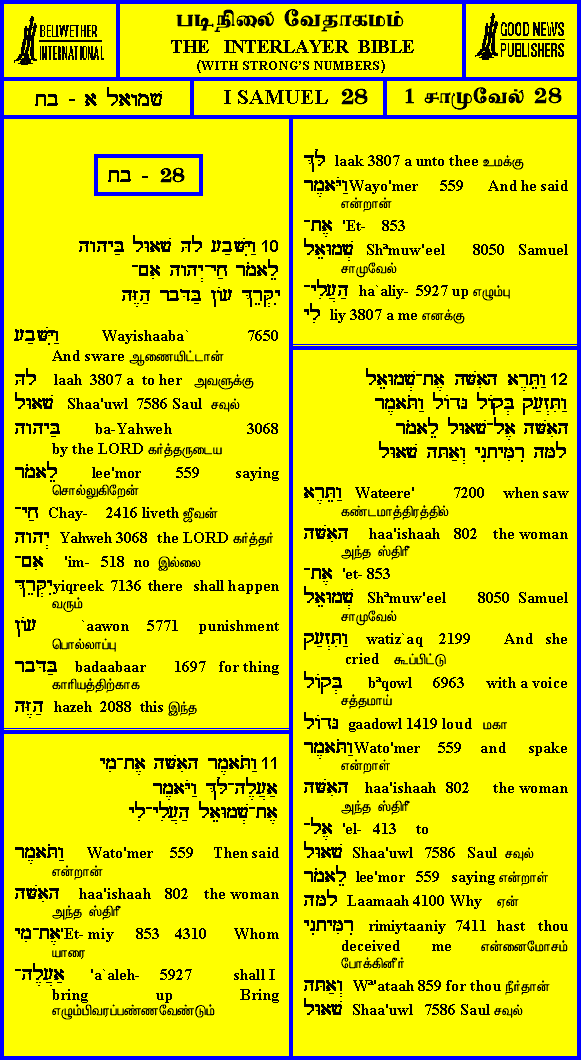 BELLWETHER
INTERNATIONAL
படிநிலை வேதாகமம்
THE INTERLAYER BIBLE
(WITH STRONG'S NUMBERS)
GOOD NEWS
PUBLISHERS
שמואל א - כח
I SAMUEL 28
1 சாமுவேல் 28
כח - 28
10 וַיִּשָּׁבַע לָהּ שָׁאוּל בַּיהוָה
לֵאמֹר חַי־יְהוָה אִם־
יִקְּרֵךְ עָוֹן בַּדָּבָר הַזֶּה
וַיִּשָּׁבַע Wayishaaba` 7650
And sware ஆணையிட்டான்
לָהּ laah 3807 a to her அவளுக்கு
שָׁאוּל Shaa'uwl 7586 Saul சவுல்
בַּיהוָה ba-Yahweh 3068
by the LORD கர்த்தருடைய
לֵאמֹר lee'mor 559 saying
சொல்லுகிறேன்
חַי־ Chay- 2416 liveth ஜீவன்
יְהוָה Yahweh 3068 the LORD கர்த்தர்
אִם־ 'im- 518 no இல்லை
יִקְּרֵךְ yiqreek 7136 there shall happen
வரும்
עָוֹן `aawon 5771 punishment
பொல்லாப்பு
בַּדָּבָר badaabaar 1697 for thing
காரியத்திற்காக
הַזֶּה hazeh 2088 this இந்த
11 וַתֹּאמֶר הָאִשָּׁה אֶת־מִי
אַעֲלֶה־לָּךְ וַיֹּאמֶר
אֶת־שְׁמוּאֵל הַעֲלִי־לִי
וַתֹּאמֶר Wato'mer 559 Then said
என்றான்
הָאִשָּׁה haa'ishaah 802 the woman
அந்த ஸ்திரீ
אֶת־מִי 'Et- miy 853 4310 Whom
யாரை
אַעֲלֶה־ 'a`aleh- 5927 shall I
bring up Bring
எழும்பிவரப்பண்ணவேண்டும்
לָּךְ laak 3807 a unto thee உமக்கு
וַיֹּאמֶר Wayo'mer 559 And he said
என்றான்
אֶת־ 'Et- 853
שְׁמוּאֵל Shªmuw'eel 8050 Samuel
சாமுவேல்
הַעֲלִי־ ha`aliy- 5927 up எழும்பு
לִי liy 3807 a me எனக்கு
12 וַתֵּרֶא הָאִשָּׁה אֶת־שְׁמוּאֵל
וַתִּזְעַק בְּקוֹל גָּדוֹל וַתֹּאמֶר
הָאִשָּׁה אֶל־שָׁאוּל לֵאמֹר
לָמָּה רִמִּיתָנִי וְאַתָּה שָׁאוּל
וַתֵּרֶא Wateere' 7200 when saw
கண்டமாத்திரத்தில்
הָאִשָּׁה haa'ishaah 802 the woman
அந்த ஸ்திரீ
אֶת־ 'et- 853
שְׁמוּאֵל Shªmuw'eel 8050 Samuel
சாமுவேல்
וַתִּזְעַק watiz`aq 2199 And she
cried கூப்பிட்டு
בְּקוֹל bªqowl 6963 with a voice
சத்தமாய்
גָּדוֹל gaadowl 1419 loud மகா
וַתֹּאמֶר Wato'mer 559 and spake
என்றாள்
הָאִשָּׁה haa'ishaah 802 the woman
அந்த ஸ்திரீ
אֶל־ 'el- 413 to
שָׁאוּל Shaa'uwl 7586 Saul சவுல்
לֵאמֹר lee'mor 559 saying என்றாள்
לָמָּה Laamaah 4100 Why ஏன்
רִמִּיתָנִי rimiytaaniy 7411 hast thou
deceived me என்னைமோசம்
போக்கினீர்
וְאַתָּה Wª'ataah 859 for thou நீர்தான்
שָׁאוּל Shaa'uwl 7586 Saul சவுல்